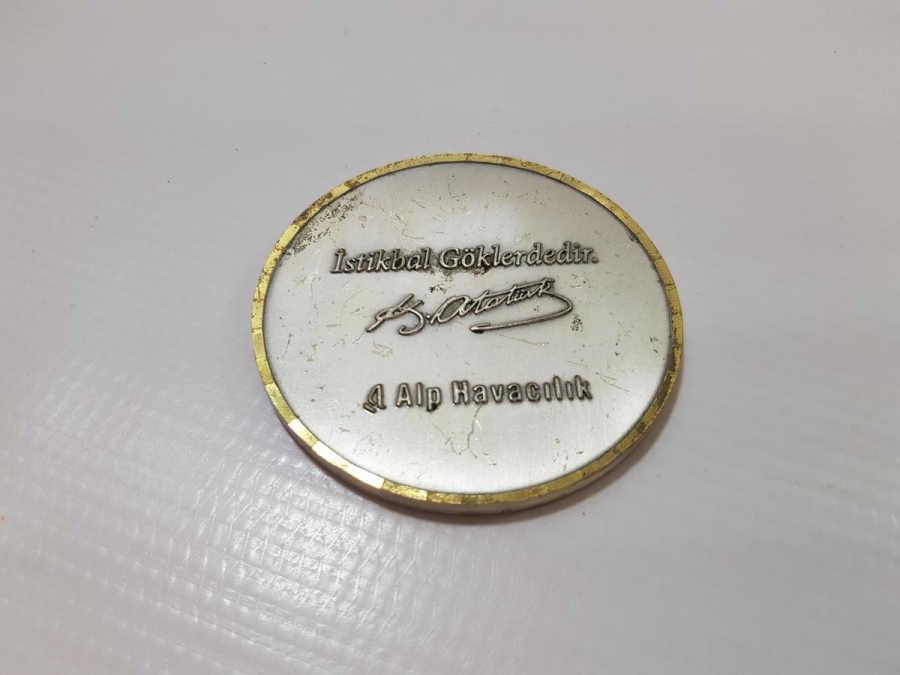 İstikbal Göklerdedir.
K. Atatürk
Alp Havacılık